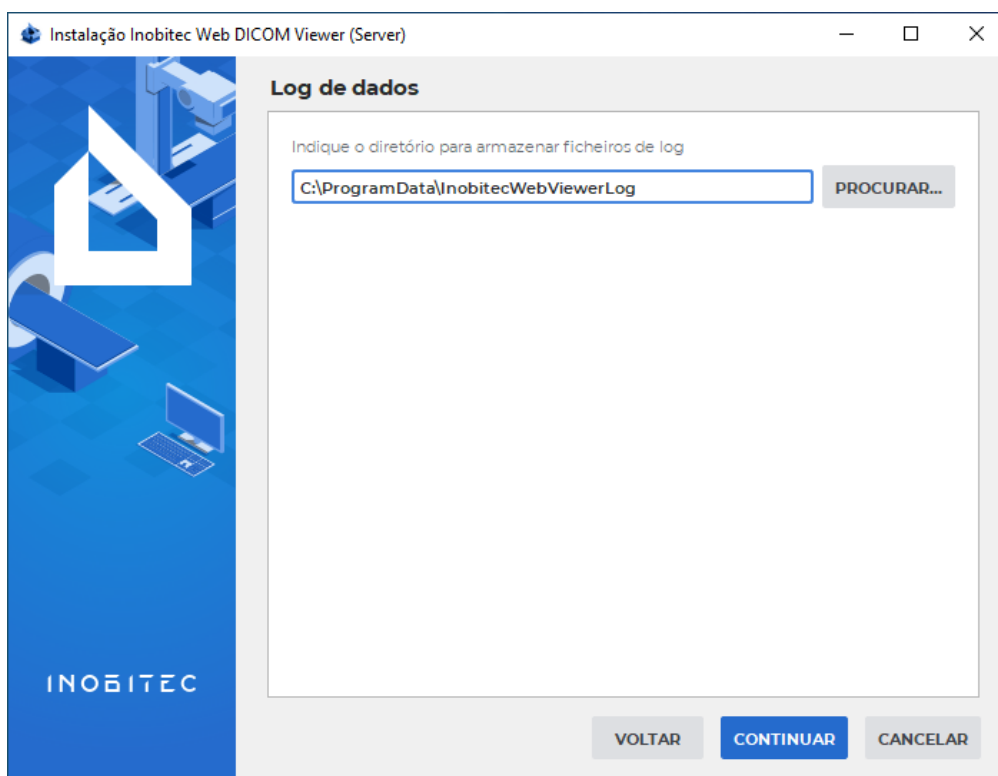 Instalação Inobitec Web DICOM Viewer (Server)
Log de dados
Indique o diretório para armazenar ficheiros de log
C:\ProgramData\InobitecWebViewerLog
PROCURAR...
INOBITEC
VOLTAR
CONTINUAR
CANCELAR